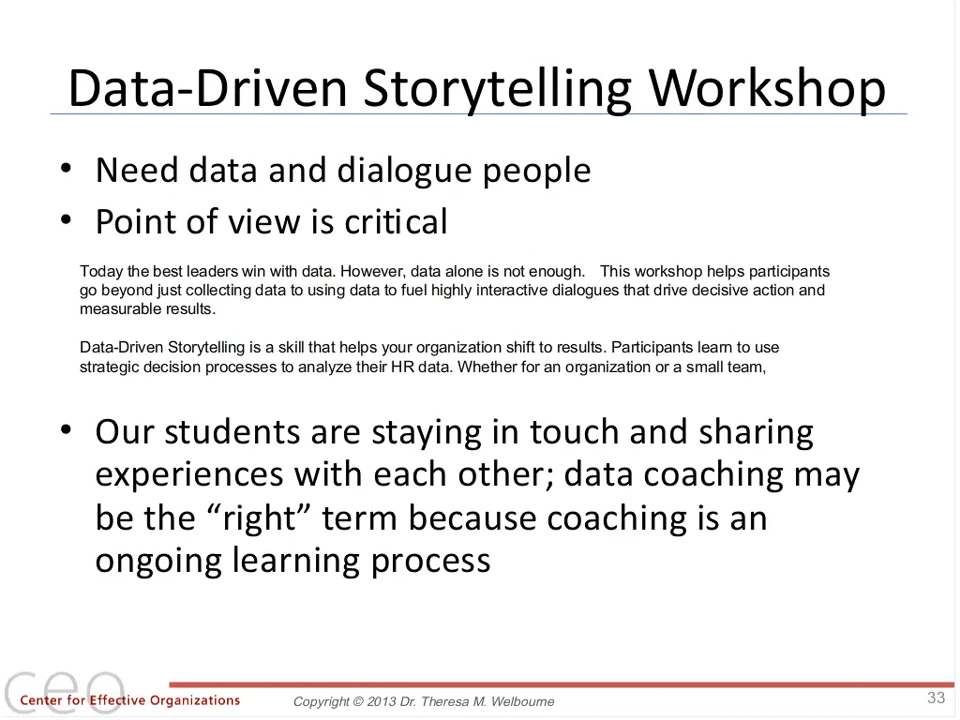 Data-Driven Storytelling Workshop
• Need data and dialogue people
• Point of view is critical
Today the best leaders win with data. However, data alone is not enough. This workshop helps participants
go beyond just collecting data to using data to fuel highly interactive dialogues that drive decisive action and
measurable results.
Data-Driven Storytelling is a skill that helps your organization shift to results. Participants learn to use
strategic decision processes to analyze their HR data. Whether for an organization or a small team,
• Our students are staying in touch and sharing
experiences with each other; data coaching may
be the “right” term because coaching is an
ongoing learning process
ceo
Center for Effective Organizations
Copyright © 2013 Dr. Theresa M. Welbourne
33